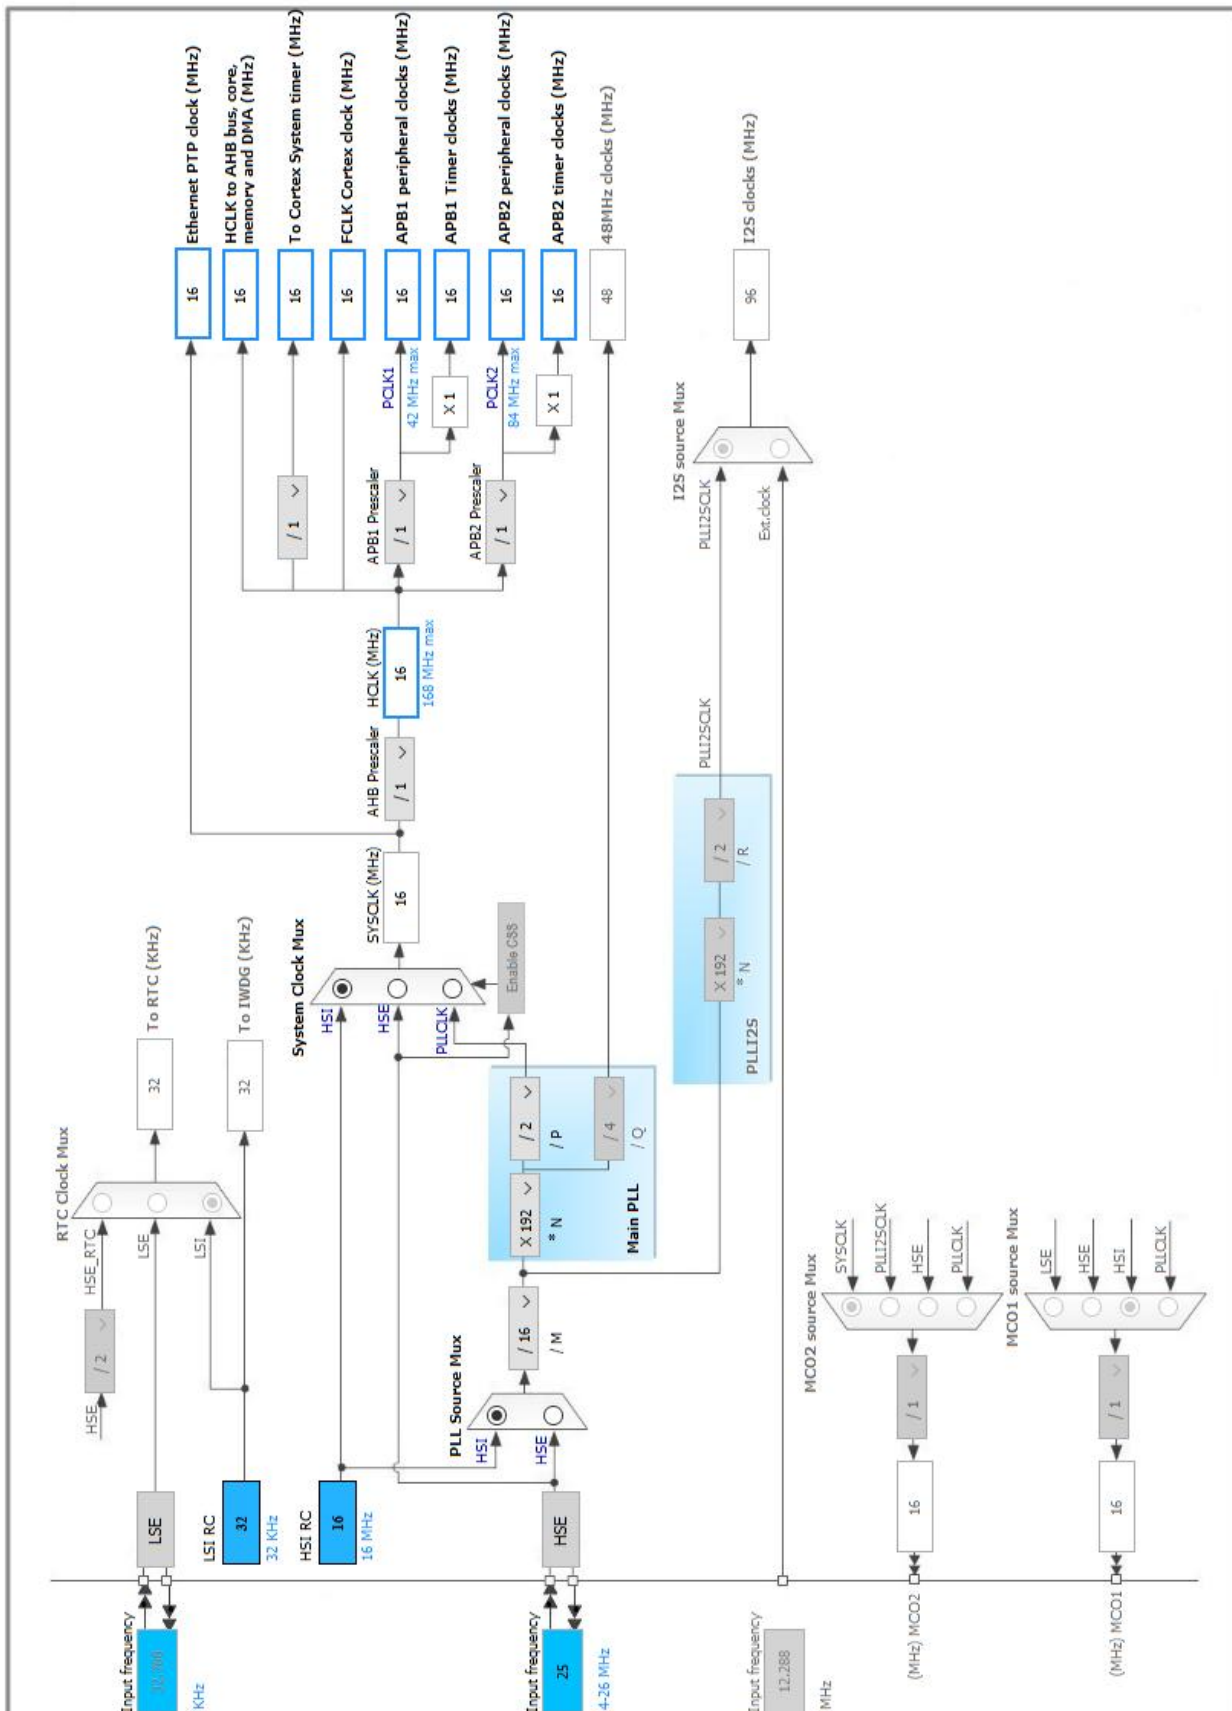 Input frequency
KHz
LSE
HSE
/ 2
HSE_RTC
LSE
LSI
RTC Clock Mux
32
To RTC (KHz)
LSI RC
32
32 KHz
32
To IWDG (KHz)
HSI RC
16
16 MHz
System Clock Mux
HSI
HSE
PLLCLK
Enable CSS
SYSCLK (MHz)
16
AHB Prescaler
/ 1
HCLK (MHz)
16
168 MHz max
16
Ethernet PTP clock (MHz)
16
HCLK to AHB bus, core,
memory and DMA (MHz)
/ 1
16
To Cortex System timer (MHz)
16
FCLK Cortex clock (MHz)
APB1 Prescaler
/ 1
PCLK1
42 MHz max
16
APB1 peripheral clocks (MHz)
X 1
16
APB1 Timer clocks (MHz)
APB2 Prescaler
/ 1
PCLK2
84 MHz max
16
APB2 peripheral clocks (MHz)
X 1
16
APB2 timer clocks (MHz)
Input frequency
25
4-26 MHz
HSE
PLL Source Mux
HSI
HSE
/ 16
/ M
X 192
* N
/ 2
/ P
/ 4
/ Q
Main PLL
48
48MHz clocks (MHz)
X 192
* N
/ 2
/ R
PLLI2S
PLLI2SCLK
PLLI2SCLK
Ext.clock
I2S source Mux
96
I2S clocks (MHz)
Input frequency
12.288
MHz
(MHz) MCO2
16
/ 1
MCO2 source Mux
SYSCLK
PLLI2SCLK
HSE
PLLCLK
(MHz) MCO1
16
/ 1
MCO1 source Mux
LSE
HSE
HSI
PLLCLK